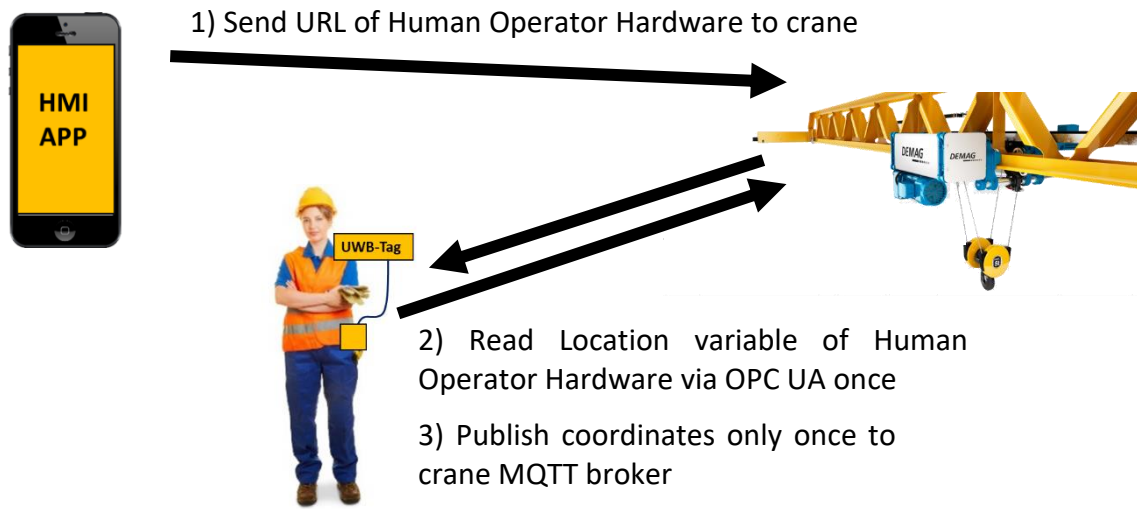 1) Send URL of Human Operator Hardware to crane
HMI
APP
DEMAG
DEMAG
UWB-Tag
2) Read Location variable of Human
Operator Hardware via OPC UA once
3) Publish coordinates only once to
crane MQTT broker